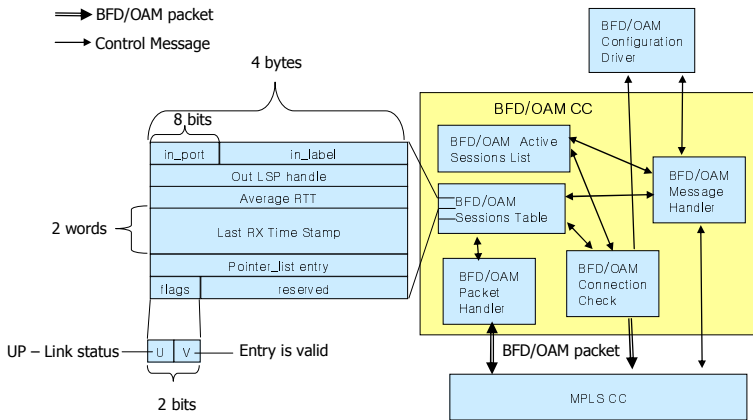 BFD/OAM packet
Control Message
4 bytes
8 bits
in_port
in_label
Out LSP handle
Average RTT
2 words
Last RX Time Stamp
Pointer_list entry
flags
reserved
UP – Link status
U
V
Entry is valid
2 bits
BFD/OAM
Configuration
Driver
BFD/OAM CC
BFD/OAM Active
Sessions List
BFD/OAM
Message
Handler
BFD/OAM
Sessions Table
BFD/OAM
Packet
Handler
BFD/OAM
Connection
Check
BFD/OAM packet
MPLS CC